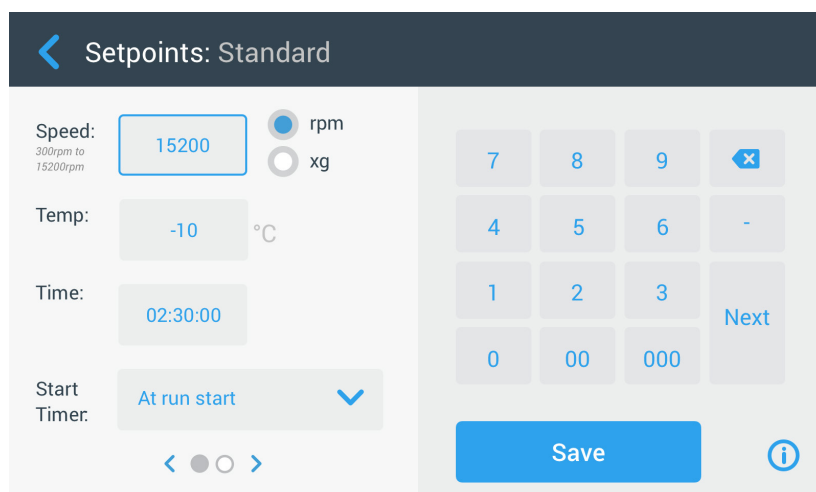 Setpoints: Standard
Speed:
300rpm to
15200rpm
15200
rpm
xg
Temp:
-10
°C
Time:
02:30:00
Start
Timer:
At run start
7 8 9
4 5 6 -
1 2 3
Next
0 00 000
Save